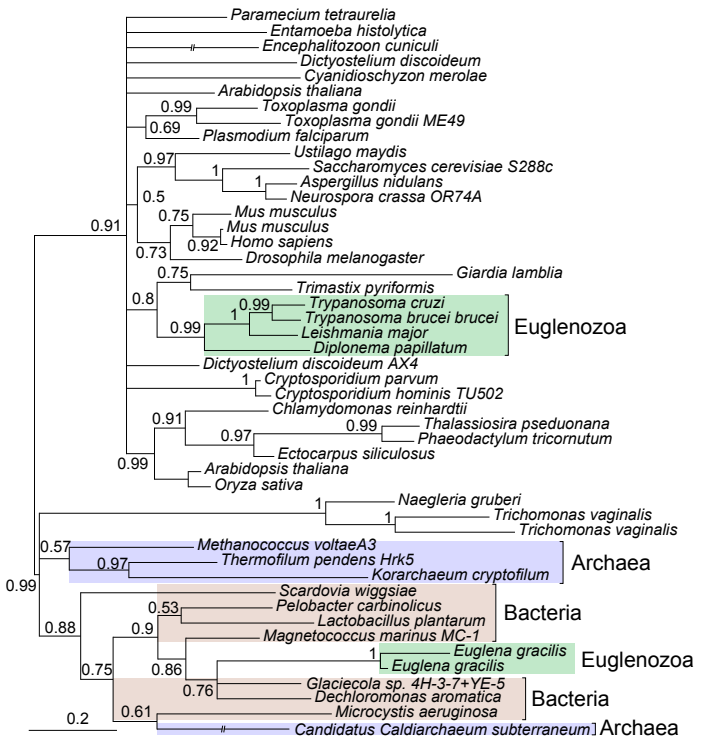 Paramecium tetraurelia
Entamoeba histolytica
Encephalitozoon cuniculi
Dictyostelium discoideum
Cyanidioschyzon merolae
Arabidopsis thaliana
0.99 Toxoplasma gondii
Toxoplasma gondii ME49
0.69
Plasmodium falciparum
0.97 Ustilago maydis
1 Saccharomyces cerevisiae S288c
1 Aspergillus nidulans
0.5 Neurospora crassa OR74A
0.75 Mus musculus
0.91 Mus musculus
0.92 Homo sapiens
0.73 Drosophila melanogaster
0.75 Giardia lamblia
Trimastix pyriformis
0.8 0.99 Trypanosoma cruzi
1 Trypanosoma brucei brucei
Euglenozoa
0.99 Leishmania major
Diplonema papillatum
Dictyostelium discoideum AX4
1 Cryptosporidium parvum
Cryptosporidium hominis TU502
0.91 Chlamydomonas reinhardtii
0.99 Thalassiosira pseduonana
0.97 Phaeodactylum tricornutum
Ectocarpus siliculosus
0.99 Arabidopsis thaliana
Oryza sativa
1 Naegleria gruberi
1 Trichomonas vaginalis
Trichomonas vaginalis
0.57 Methanococcus voltaeA3
0.97 Thermofilum pendens Hrk5
Archaea
0.99 Korarchaeum cryptofilum
Scardovia wiggsiae
0.53 Pelobacter carbinolicus
Bacteria
0.88 0.9 Lactobacillus plantarum
Magnetococcus marinus MC-1
1 Euglena gracilis
Euglenozoa
0.75 0.86 Euglena gracilis
0.76 Glaciecola sp. 4H-3-7+YE-5
Dechloromonas aromatica
Bacteria
0.61 Microcystis aeruginosa
0.2 Candidatus Caldiarchaeum subterraneum
Archaea